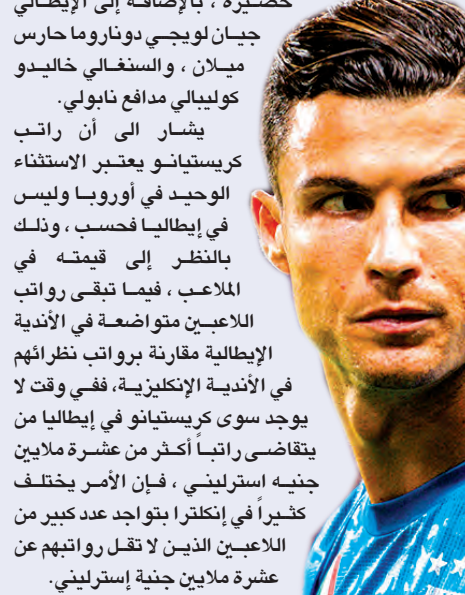 حضيرة ، بالإضافة إلى الإيطالي
جيان لويجي دوناروما حارس
ميلان ، والسنغالي خاليدو
كوليبالي مدافع نابولي.
يشار الى أن راتب
كريستيانو يعتبر الاستثناء
الوحيد في أوروبا وليس
في إيطاليا فحسب ، وذلك
بالنظر إلى قيمته في
الملاعب ، فيما تبقى رواتب
اللاعبين متواضعة في الأندية
الإيطالية مقارنة برواتب نظرائهم
في الأندية الإنكليزية، ففي وقت لا
يوجد سوى كريستيانو في إيطاليا من
يتقاضى راتباً أكثر من عشرة ملايين
جنيه استرليني ، فإن الأمر يختلف
كثيراً في إنكلترا بتواجد عدد كبير من
اللاعبين الذين لا تقل رواتبهم عن
عشرة ملايين جنية إسترليني.